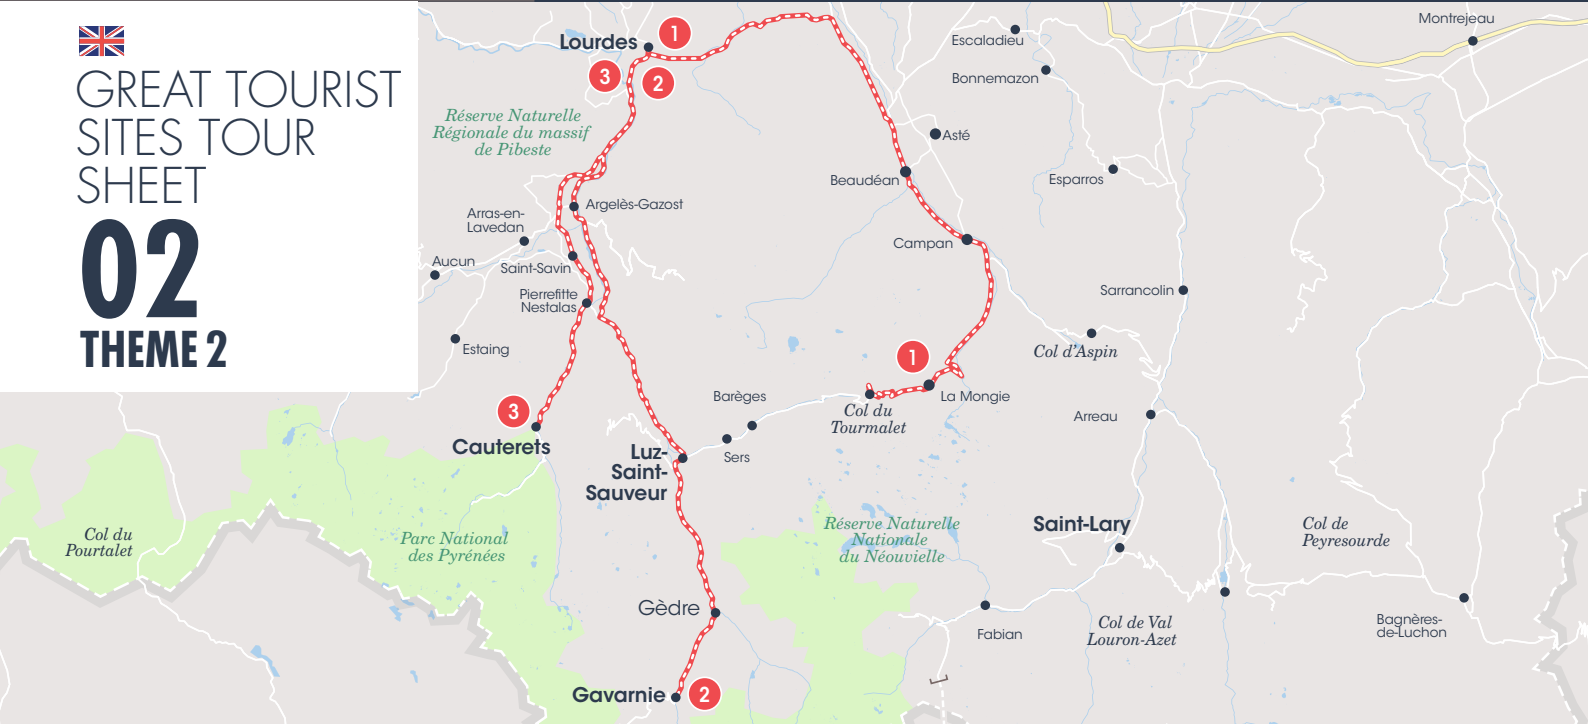 GREAT TOURIST
SITES TOUR
SHEET
02
THEME 2
Lourdes
1
3
2
Réserve Naturelle
Régionale du massif
de Pibeste
Escaladieu
Montrejeau
Bonnemazon
Asté
Beaudéan
Esparros
Argelès-Gazost
Arras-en-
Lavedan
Campan
Aucun
Saint-Savin
Pierrefitte
Nestalas
Sarrancolin
Estaing
Col d'Aspin
1
La Mongie
Barèges
Col du
Tourmalet
3
Cauterets
Arreau
Luz-
Saint-
Sauveur
Sers
Col du
Pourtalet
Parc National
des Pyrénées
Réserve Naturelle
Nationale
du Néouvielle
Saint-Lary
Col de
Peyresourde
Gèdre
Fabian
Col de Val
Louron-Azet
Bagnères-
de-Luchon
Gavarnie
2